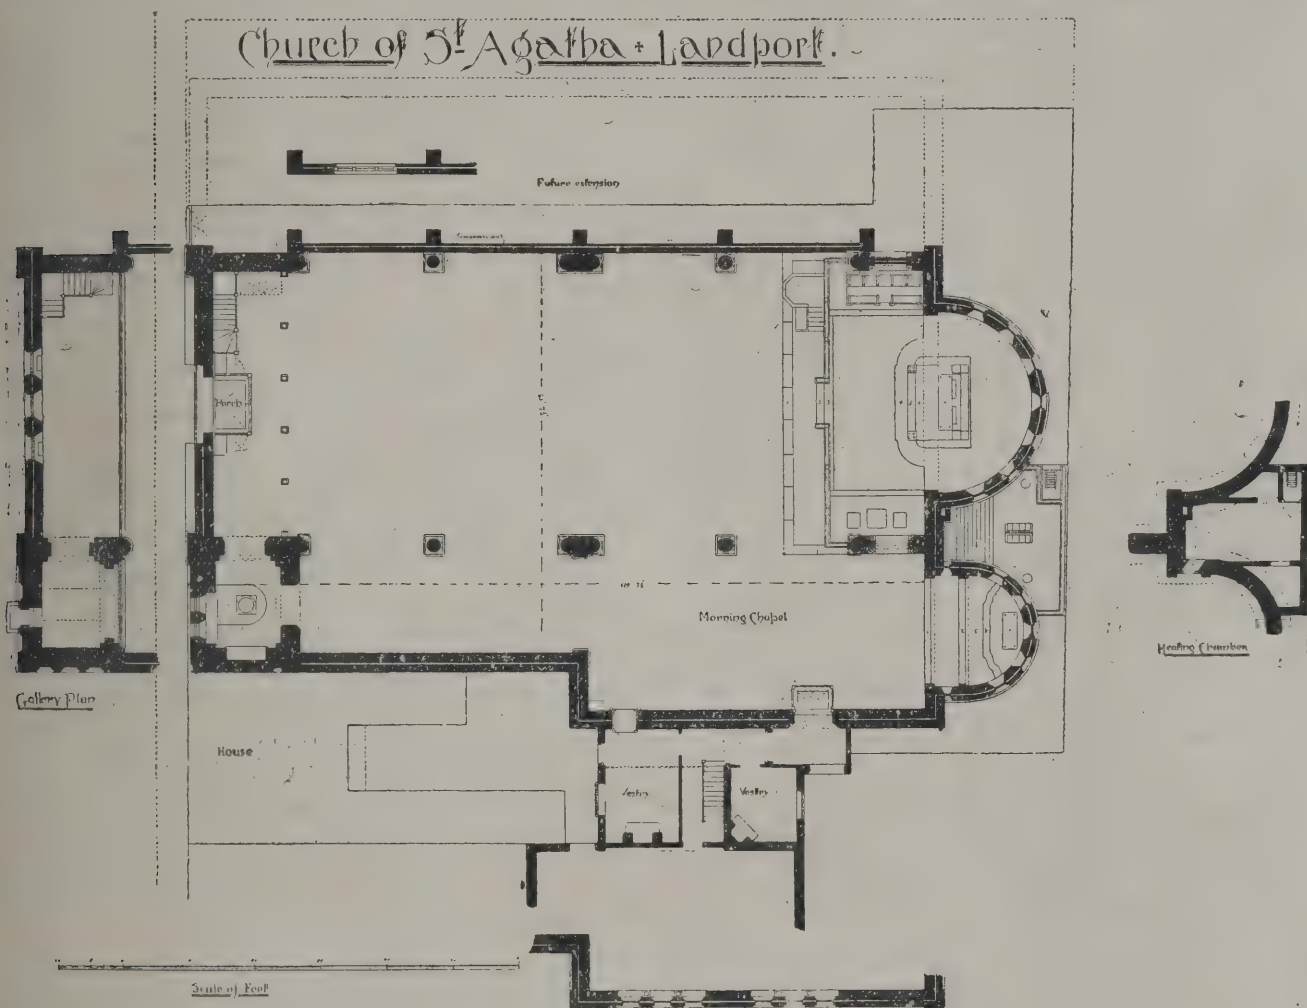 Church of St Agatha + Landport.
Future extension
Porch
Morning Chapel
Heating Chamber
Gallery Plan
House
Vestry
Vestry
Scale of Feet